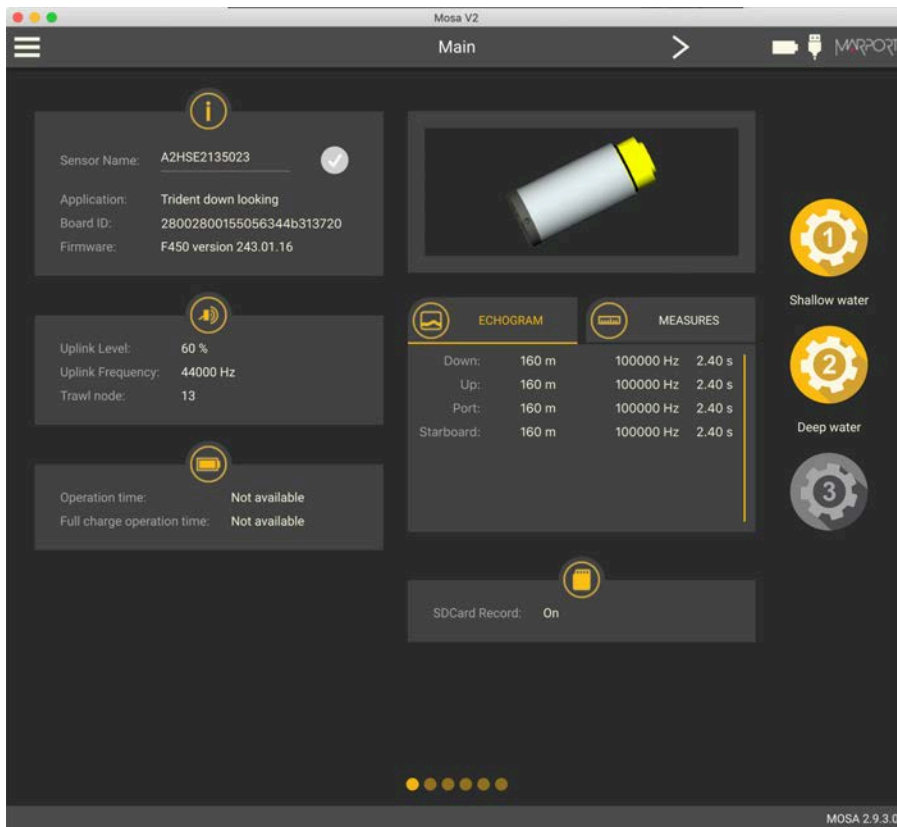 Mosa V2
Main
MARPORT
i
Sensor Name: A2HSE2135023
Application: Trident down looking
Board ID: 28002800155056344b313720
Firmware: F450 version 243.01.16
Uplink Level: 60 %
Uplink Frequency: 44000 Hz
Trawl node: 13
Operation time: Not available
Full charge operation time: Not available
ECHOGRAM MEASURES
Down: 160 m 100000 Hz 2.40 s
Up: 160 m 100000 Hz 2.40 s
Port: 160 m 100000 Hz 2.40 s
Starboard: 160 m 100000 Hz 2.40 s
SDCard Record: On
1
Shallow water
2
Deep water
3
MOSA 2.9.3.0